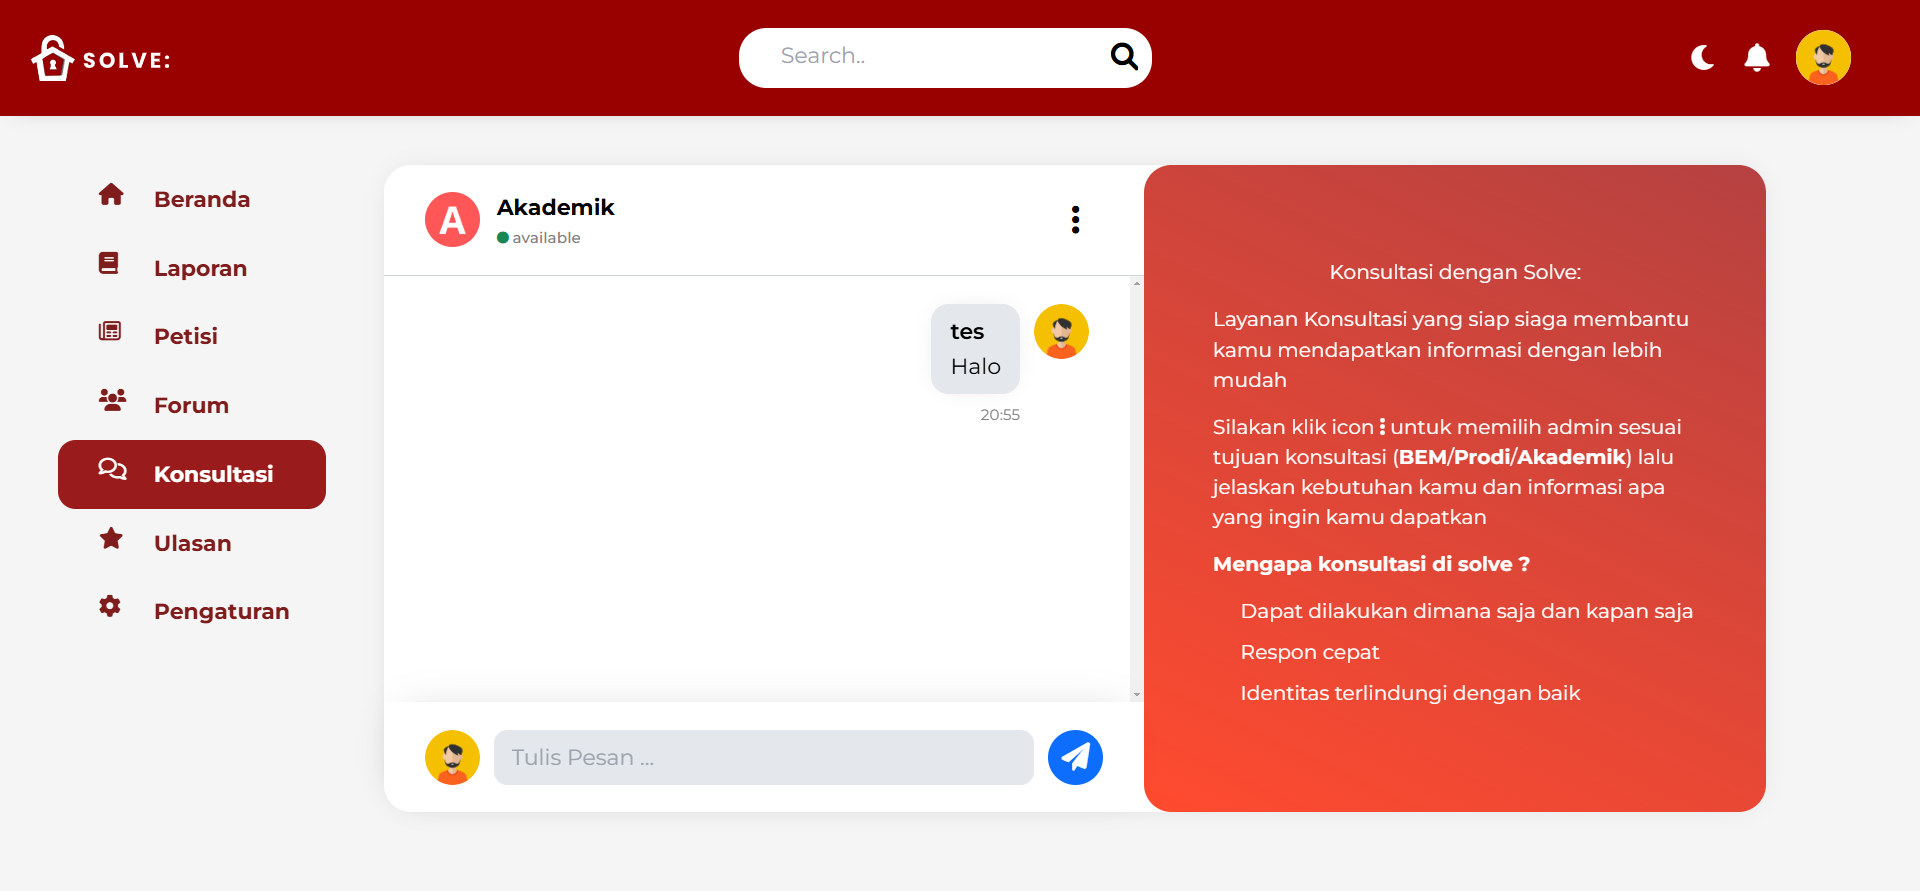 SOLVE:
Search..
Beranda
Laporan
Petisi
Forum
Konsultasi
Ulasan
Pengaturan
A
Akademik
available
tes
Halo
20:55
Tulis Pesan ...
Konsultasi dengan Solve:
Layanan Konsultasi yang siap siaga membantu
kamu mendapatkan informasi dengan lebih
mudah
Silakan klik icon untuk memilih admin sesuai
tujuan konsultasi (BEM/Prodi/Akademik) lalu
jelaskan kebutuhan kamu dan informasi apa
yang ingin kamu dapatkan
Mengapa konsultasi di solve ?
Dapat dilakukan dimana saja dan kapan saja
Respon cepat
Identitas terlindungi dengan baik